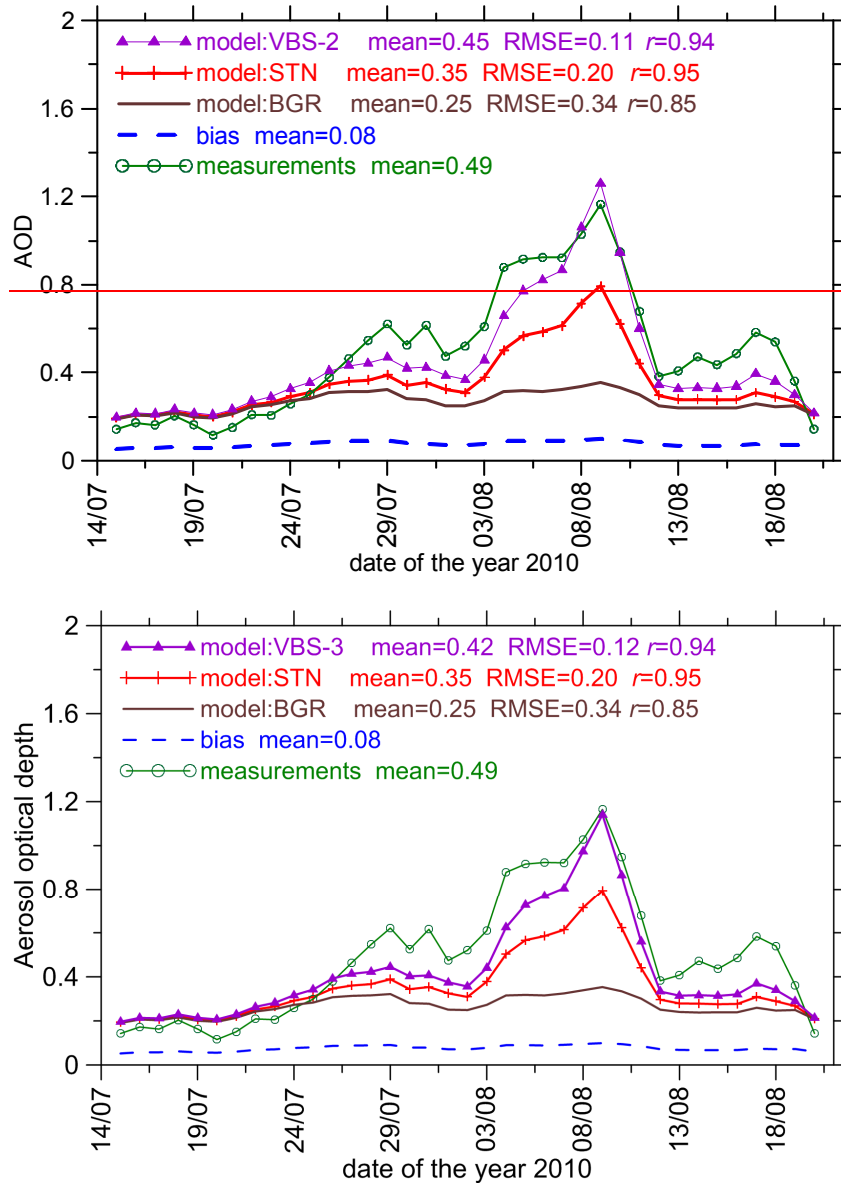 2
model:VBS-2 mean=0.45 RMSE=0.11 r=0.94
model:STN mean=0.35 RMSE=0.20 r=0.95
1.6
model:BGR mean=0.25 RMSE=0.34 r=0.85
bias mean=0.08
measurements mean=0.49
1.2
AOD
0.8
0.4
0
14/07
19/07
24/07
29/07
03/08
08/08
13/08
18/08
date of the year 2010
2
model:VBS-3 mean=0.42 RMSE=0.12 r=0.94
model:STN mean=0.35 RMSE=0.20 r=0.95
1.6
model:BGR mean=0.25 RMSE=0.34 r=0.85
bias mean=0.08
measurements mean=0.49
1.2
Aerosol optical depth
0.8
0.4
0
14/07
19/07
24/07
29/07
03/08
08/08
13/08
18/08
date of the year 2010